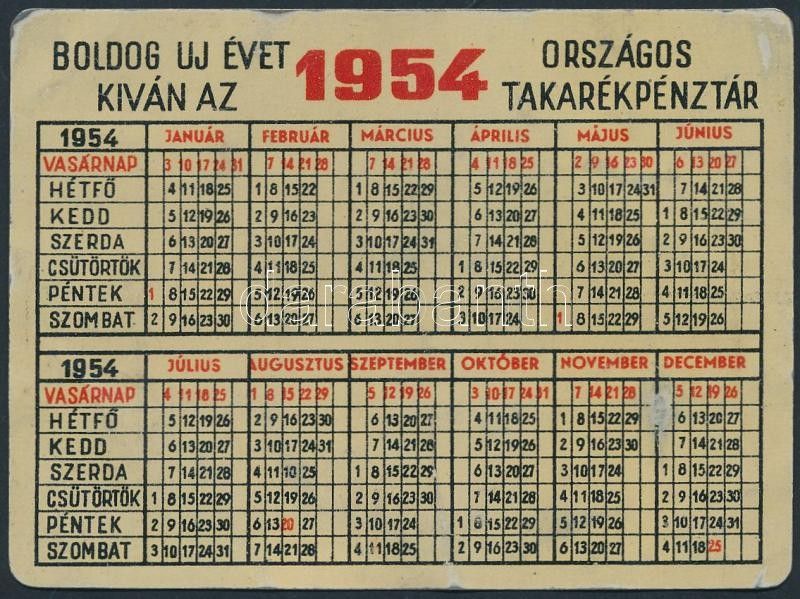 BOLDOG UJ ÉVET 1954 ORSZÁGOS
KIVÁN AZ TAKARÉKPÉNZTÁR
1954 JANUÁR FEBRUÁR MÁRCIUS ÁPRILIS MÁJUS JÚNIUS
VASÁRNAP 3 10 17 24 31 7 14 21 28 7 14 21 28 4 11 18 25 2 9 16 23 30 6 13 20 27
HÉTFŐ 4 11 18 25 1 8 15 22 1 8 15 22 29 5 12 19 26 3 10 17 24 31 7 14 21 28
KEDD 5 12 19 26 2 9 16 23 2 9 16 23 30 6 13 20 27 4 11 18 25 1 8 15 22 29
SZERDA 6 13 20 27 3 10 17 24 3 10 17 24 31 7 14 21 28 5 12 19 26 2 9 16 23 30
CSÜTÖRTÖK 7 14 21 28 4 11 18 25 4 11 18 25 1 8 15 22 29 6 13 20 27 3 10 17 24
PÉNTEK 1 8 15 22 29 5 12 19 26 5 12 19 26 2 9 16 23 30 7 14 21 28 4 11 18 25
SZOMBAT 2 9 16 23 30 6 13 20 27 6 13 20 27 3 10 17 24 1 8 15 22 29 5 12 19 26
1954 JÚLIUS AUGUSZTUS SZEPTEMBER OKTÓBER NOVEMBER DECEMBER
VASÁRNAP 4 11 18 25 1 8 15 22 29 5 12 19 26 3 10 17 24 31 7 14 21 28 5 12 19 26
HÉTFŐ 5 12 19 26 2 9 16 23 30 6 13 20 27 4 11 18 25 1 8 15 22 29 6 13 20 27
KEDD 6 13 20 27 3 10 17 24 31 7 14 21 28 5 12 19 26 2 9 16 23 30 7 14 21 28
SZERDA 7 14 21 28 4 11 10 25 1 8 15 22 29 6 13 20 27 3 10 17 24 1 8 15 22 29
CSÜTÖRTÖK 1 8 15 22 29 5 12 19 26 2 9 16 23 30 7 14 21 28 4 11 18 25 2 9 16 23 30
PÉNTEK 2 9 16 23 30 6 13 20 27 3 10 17 24 1 8 15 22 29 5 12 19 26 3 10 17 24 31
SZOMBAT 3 10 17 24 31 7 14 21 28 4 11 18 25 2 9 16 23 30 6 13 20 27 4 11 18 25
darabanth